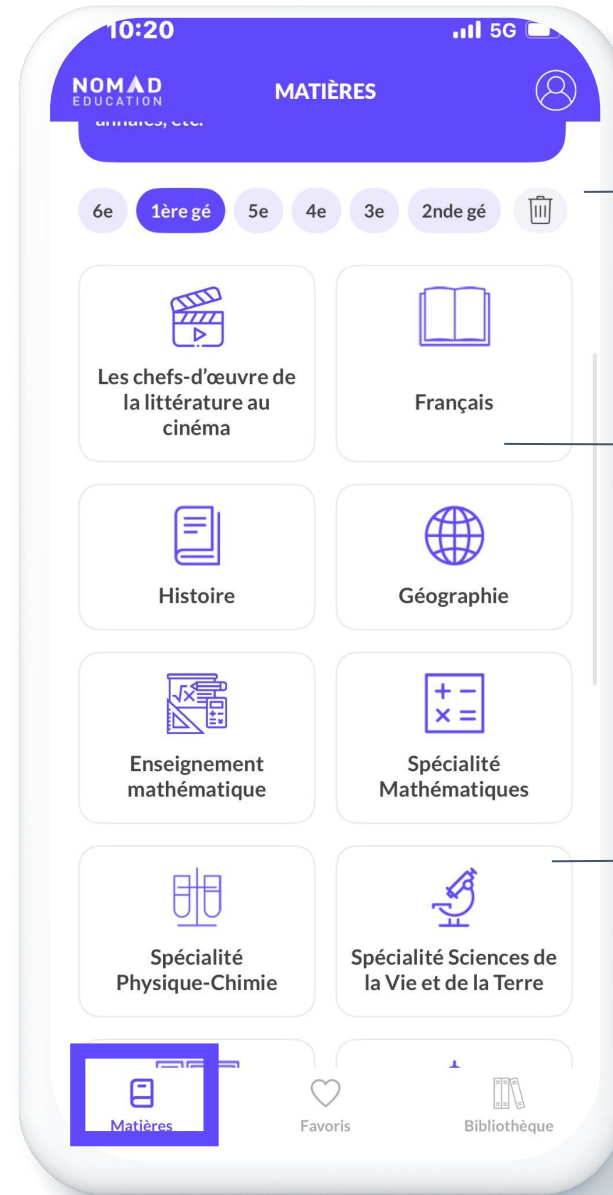 10:20 5G
NOMAD EDUCATION MATIÈRES
annales, etc.
6e 1ère gé 5e 4e 3e 2nde gé
Les chefs-d'œuvre de
la littérature au
cinéma
Français
Histoire
Géographie
Enseignement
mathématique
Spécialité
Mathématiques
Spécialité
Physique-Chimie
Spécialité Sciences de
la Vie et de la Terre
Matières Favoris Bibliothèque